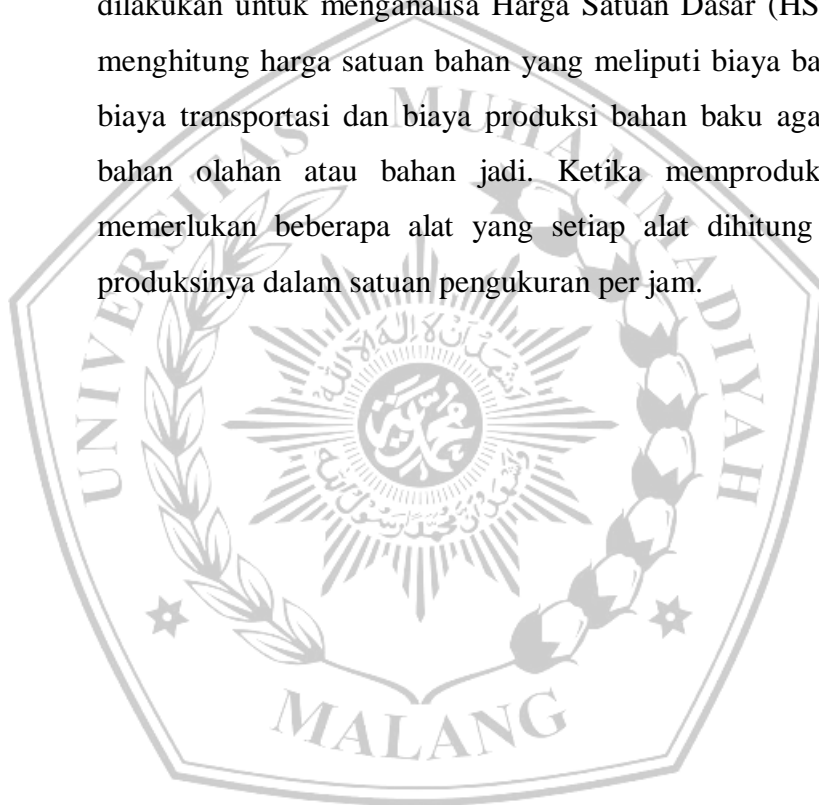 dilakukan untuk menganalisa Harga Satuan Dasar (HS
menghitung harga satuan bahan yang meliputi biaya ba
biaya transportasi dan biaya produksi bahan baku aga
bahan olahan atau bahan jadi. Ketika memproduk
memerlukan beberapa alat yang setiap alat dihitung
produksinya dalam satuan pengukuran per jam.
UNIVERSITAS MUHAMMADIYAH
MALANG